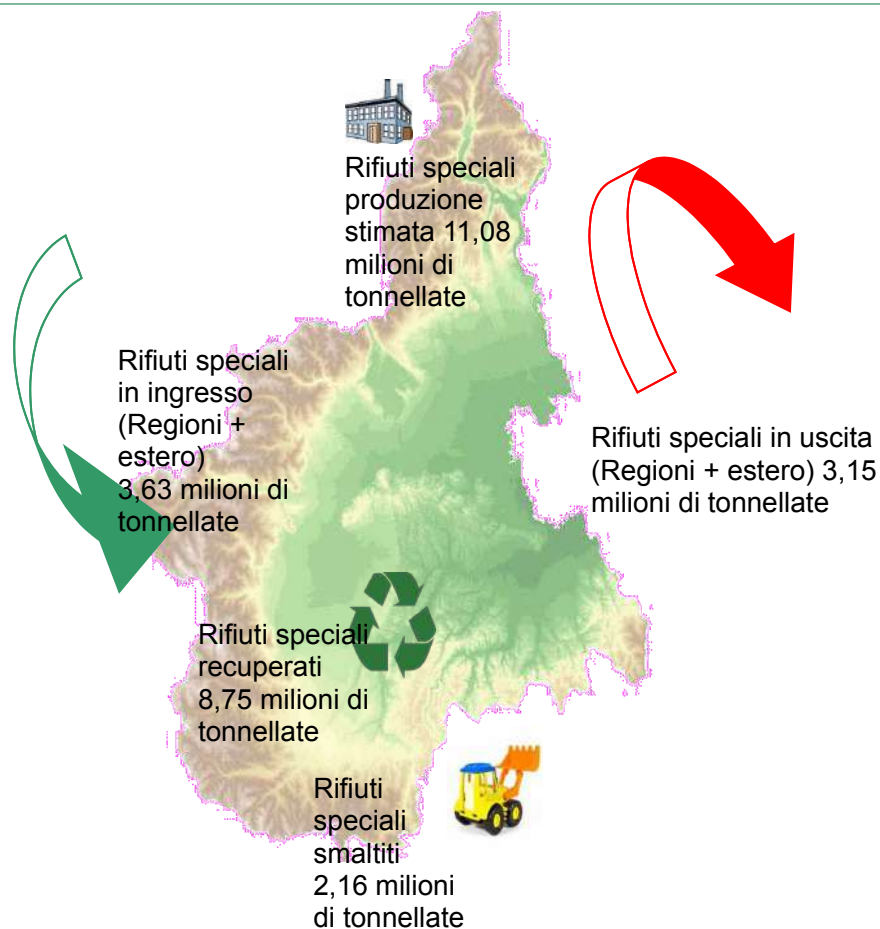 Rifiuti speciali
produzione
stimata 11,08
milioni di
tonnellate
Rifiuti speciali
in ingresso
(Regioni +
estero)
3,63 milioni di
tonnellate
Rifiuti speciali in uscita
(Regioni + estero) 3,15
milioni di tonnellate
Rifiuti speciali
recuperati
8,75 milioni di
tonnellate
Rifiuti
speciali
smaltiti
2,16 milioni
di tonnellate